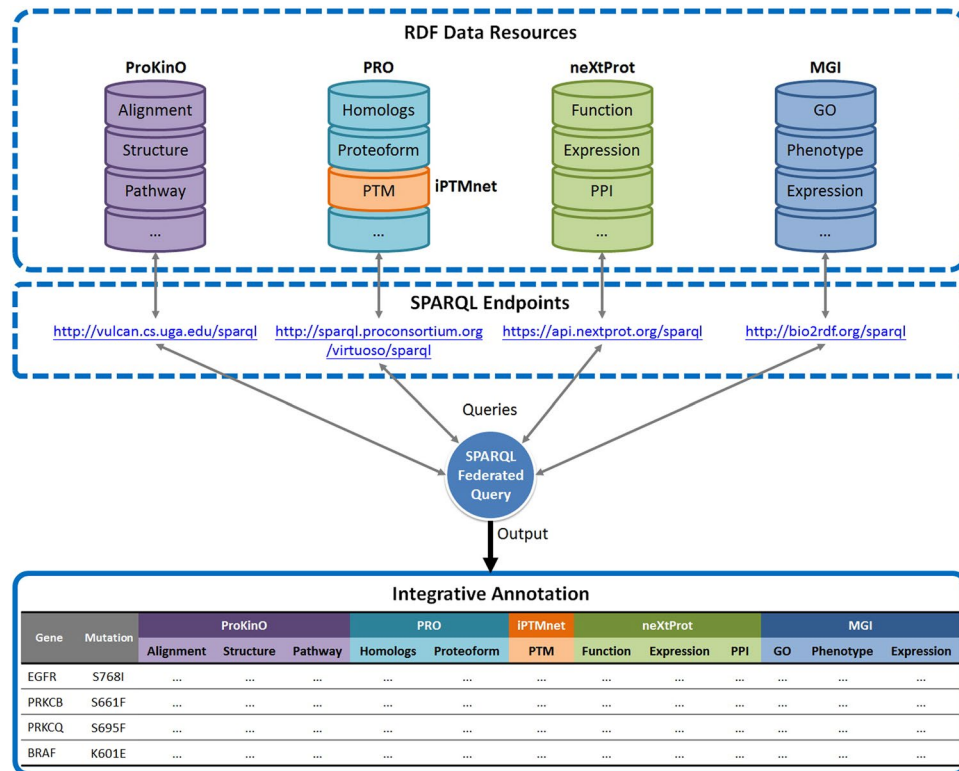 RDF Data Resources
ProKinO
PRO
neXtProt
MGI
Alignment
Homologs
Function
GO
Structure
Proteoform
Expression
Phenotype
Pathway
PTM
iPTMnet
PPI
Expression
...
...
...
...
SPARQL Endpoints
http://vulcan.cs.uga.edu/sparql
http://sparql.proconsortium.org
/virtuoso/sparql
https://api.nextprot.org/sparql
http://bio2rdf.org/sparql
Queries
SPARQL
Federated
Query
Output
Integrative Annotation
Gene Mutation ProKinO PRO iPTMnet neXtProt MGI
Alignment Structure Pathway Homologs Proteoform PTM Function Expression PPI GO Phenotype Expression
EGFR S768I ... ... ... ... ... ... ... ... ... ... ... ...
PRKCB S661F ... ... ... ... ... ... ... ... ... ... ... ...
PRKCQ S695F ... ... ... ... ... ... ... ... ... ... ... ...
BRAF K601E ... ... ... ... ... ... ... ... ... ... ... ...